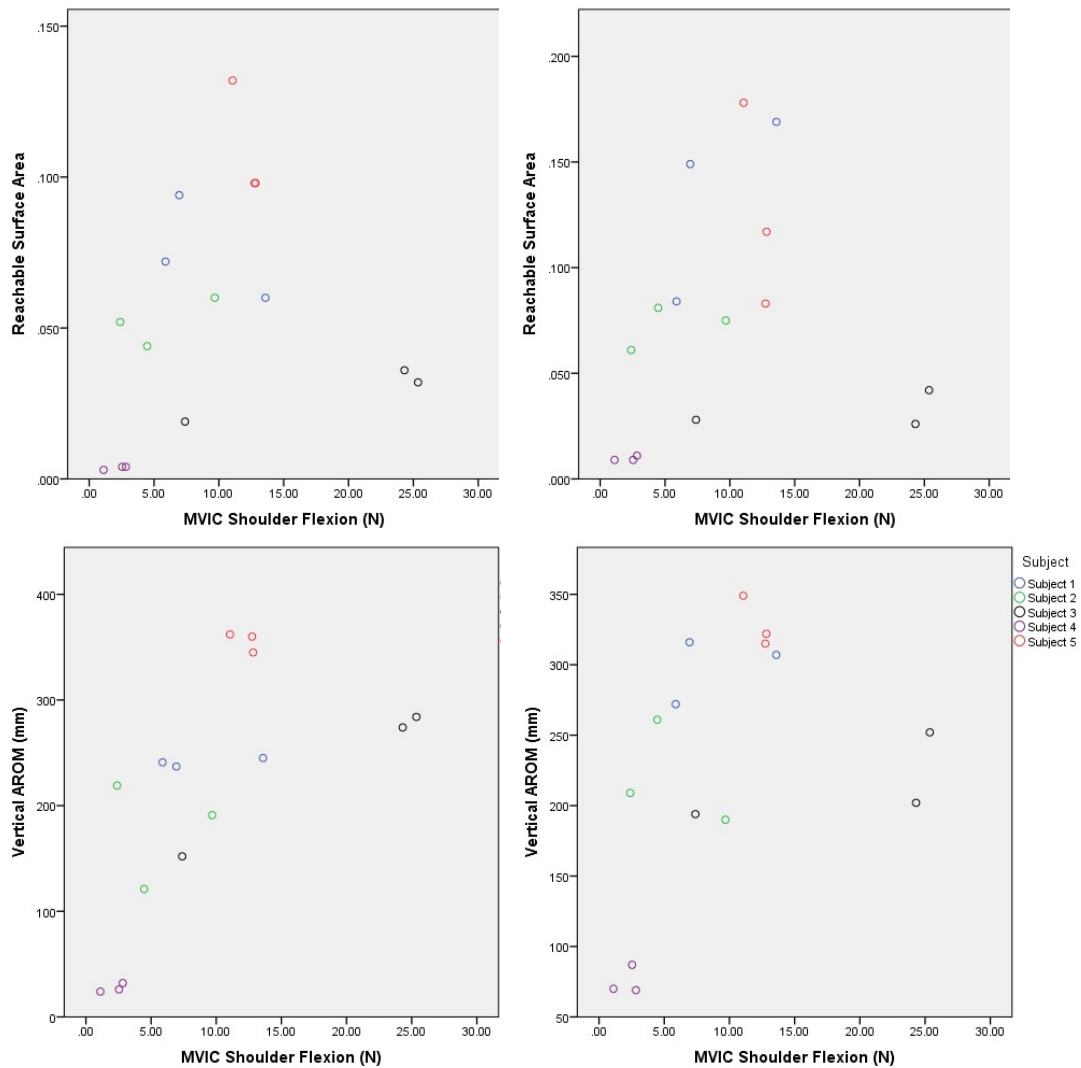 .150
.100
.050
.000
Reachable Surface Area
.00 5.00 10.00 15.00 20.00 25.00 30.00
MVIC Shoulder Flexion (N)
.200
.150
.100
.050
.000
Reachable Surface Area
.00 5.00 10.00 15.00 20.00 25.00 30.00
MVIC Shoulder Flexion (N)
400
300
200
100
0
Vertical AROM (mm)
.00 5.00 10.00 15.00 20.00 25.00 30.00
MVIC Shoulder Flexion (N)
350
300
250
200
150
100
50
Vertical AROM (mm)
.00 5.00 10.00 15.00 20.00 25.00 30.00
MVIC Shoulder Flexion (N)
Subject
Subject 1
Subject 2
Subject 3
Subject 4
Subject 5